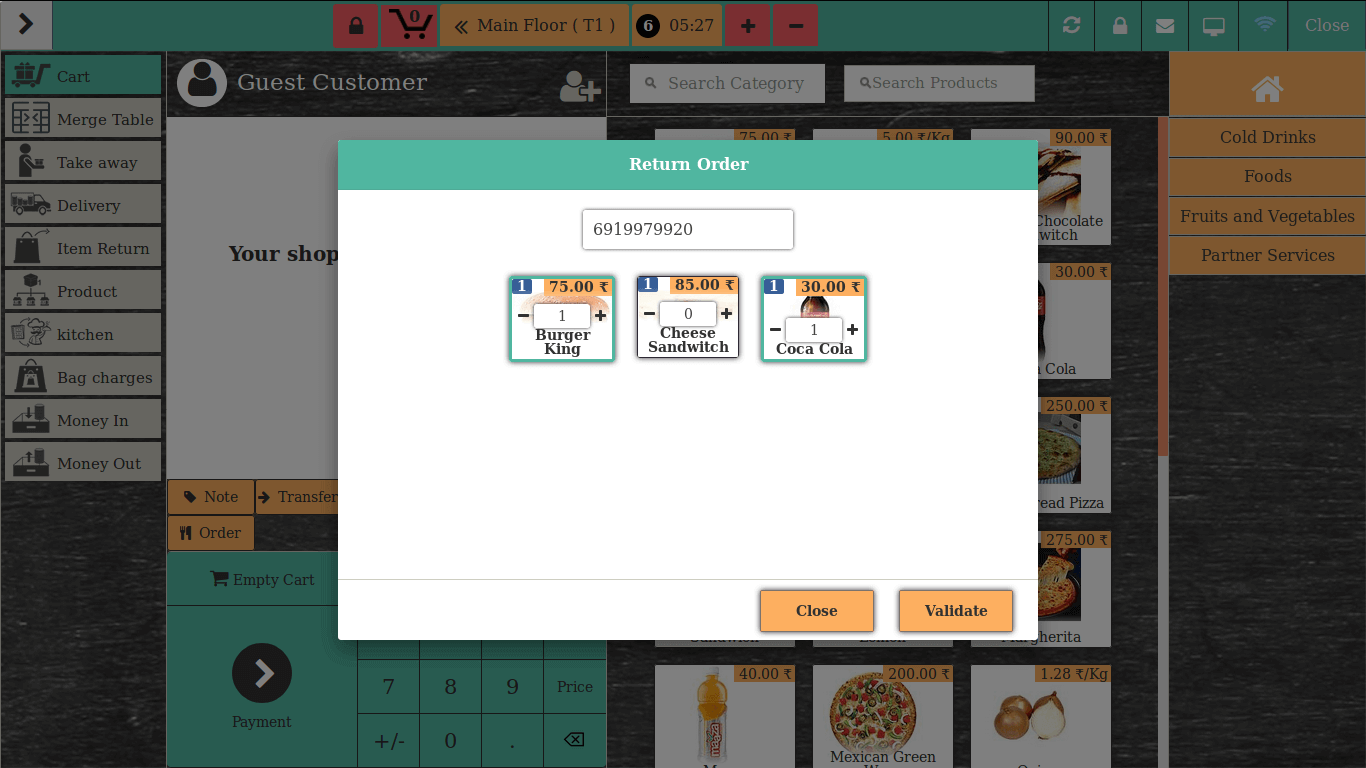 0
Main Floor ( T1 )
6 05:27
Close
Cart
Merge Table
Take away
Delivery
Item Return
Product
kitchen
Bag charges
Money In
Money Out
Guest Customer
Search Category
Search Products
Your shop
Note
Transfer
Order
Empty Cart
Payment
7 8 9 Price
+/- 0 .
Return Order
6919979920
1 75.00 ₹
1
Burger
King
1 85.00 ₹
0
Cheese
Sandwitch
1 30.00 ₹
1
Coca Cola
Close
Validate
75.00 ₹
5.00 ₹/Kg
90.00 ₹
Chocolate
30.00 ₹
Cola
250.00 ₹
Pizza
275.00 ₹
40.00 ₹
200.00 ₹
Mexican Green
1.28 ₹/Kg
Cold Drinks
Foods
Fruits and Vegetables
Partner Services